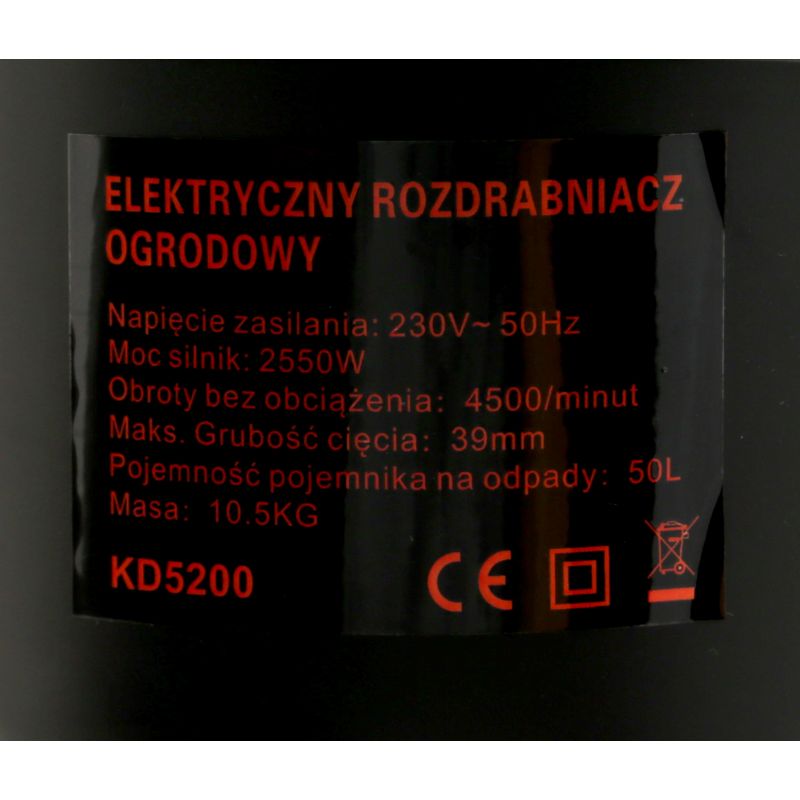 ELEKTRYCZNY ROZDRABNIACZ
OGRODOWY
Napięcie zasilania: 230V~ 50Hz
Moc silnik: 2550W
Obroty bez obciążenia: 4500/minut
Maks. Grubość cięcia: 39mm
Pojemność pojemnika na odpady: 50L
Masa: 10.5KG
KD5200 CE